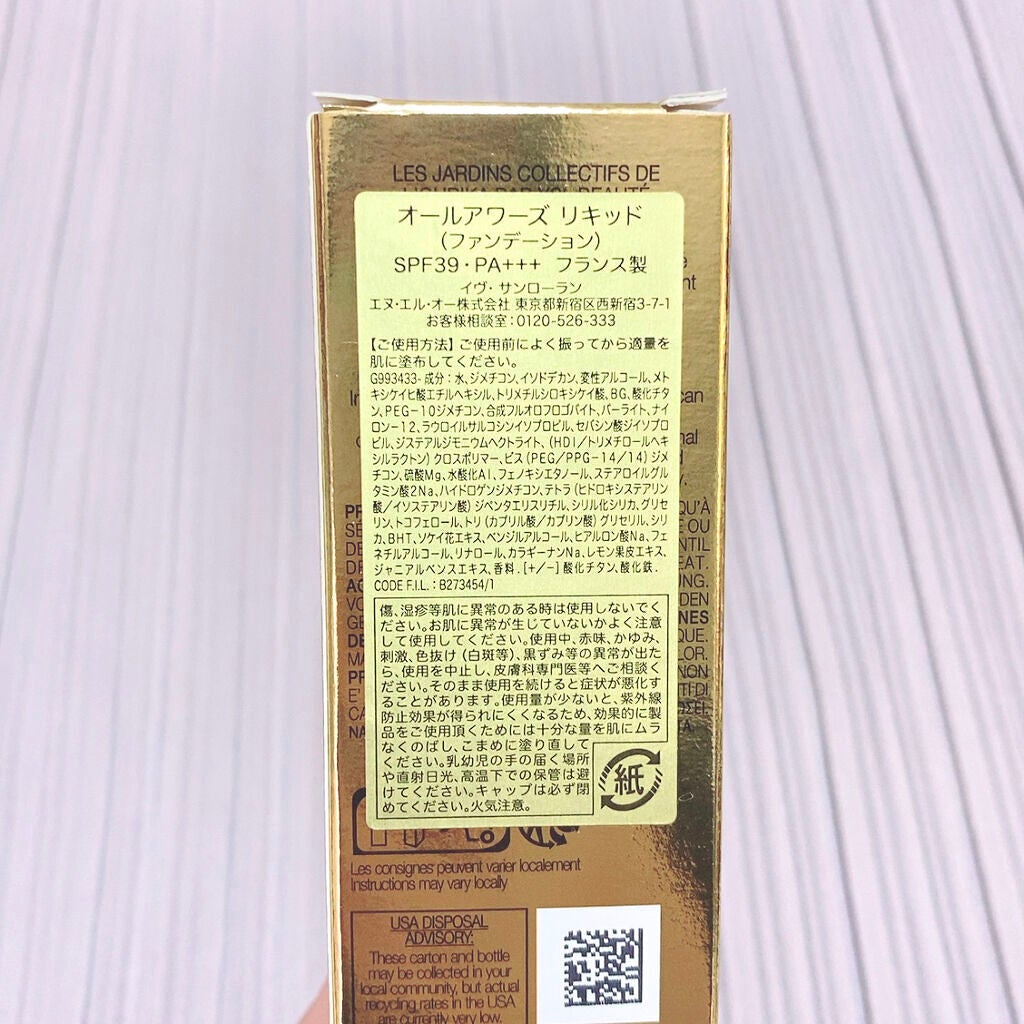 LES JARDINS COLLECTIFS DE
オールアワーズ リキッド
(ファンデーション)
SPF39・PA+++ フランス製
イヴ・サンローラン
エヌ・エル・オー株式会社 東京都新宿区西新宿3-7-1
お客様相談室:0120-526-333
【ご使用方法】ご使用前によく振ってから適量を
肌に塗布してください。
G993433- 成分:水、ジメチコン、イソドデカン、変性アルコール、メト
キシケイヒ酸エチルヘキシル、トリメチルシロキシケイ酸、BG、酸化チタ
ン、PEG-10ジメチコン、合成フルオロフロゴパイト、パーライト、ナイ
ロン-12、ラウロイルサルコシンイソプロピル、セバシン酸ジイソプロ
ピル、ジステアルジモニウムヘクトライト、(HDI/トリメチロールヘキ
シルラクトン) クロスポリマー、ビス (PEG/PPG-14/14) ジメ
チコン、硫酸Mg、水酸化Al、フェノキシエタノール、ステアロイルグル
タミン酸2Na、ハイドロゲンジメチコン、テトラ (ヒドロキシステアリン
酸/イソステアリン酸) ジペンタエリスリチル、シリル化シリカ、グリセ
リン、トコフェロール、トリ (カプリル酸/カプリン酸) グリセリル、シリ
カ、BHT、ソケイ花エキス、ベンジルアルコール、ヒアルロン酸Na、フェ
ネチルアルコール、リナロール、カラギーナンNa、レモン果皮エキス、
ジャニアルベンスエキス、香料. [+/-] 酸化チタン、酸化鉄.
CODE F.I.L. : B273454/1
傷、湿疹等肌に異常のある時は使用しないでく
ださい。お肌に異常が生じていないかよく注意
して使用してください。使用中、赤味、かゆみ、
刺激、色抜け (白斑等)、黒ずみ等の異常が出た
ら、使用を中止し、皮膚科専門医等へご相談く
ださい。そのまま使用を続けると症状が悪化す
ることがあります。使用量が少ないと、紫外線
防止効果が得られにくくなるため、効果的に製
品をご使用頂くためには十分な量を肌にムラ
なくのばし、こまめに塗り直して
ください。乳幼児の手の届く場所
や直射日光、高温下での保管は避
けてください。キャップは必ず閉
めてください。火気注意。
紙
Les consignes peuvent varier localement
Instructions may vary locally
USA DISPOSAL
ADVISORY:
These carton and bottle
may be collected in your
local community, but actual
recycling rates in the USA
are currently very low.